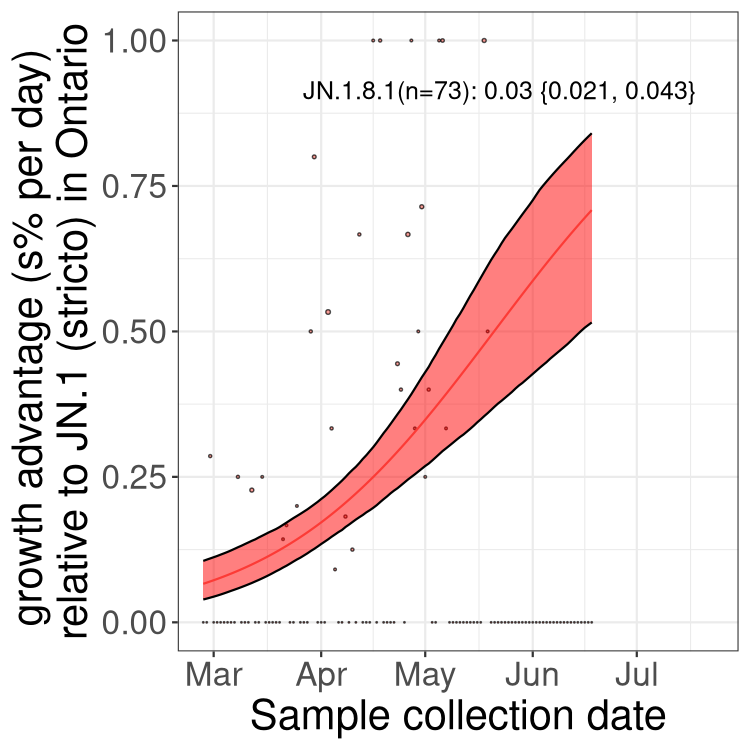 growth advantage (s% per day)
relative to JN.1 (stricto) in Ontario
1.00
0.75
0.50
0.25
0.00
JN.1.8.1(n=73): 0.03 {0.021, 0.043}
Mar Apr May Jun Jul
Sample collection date